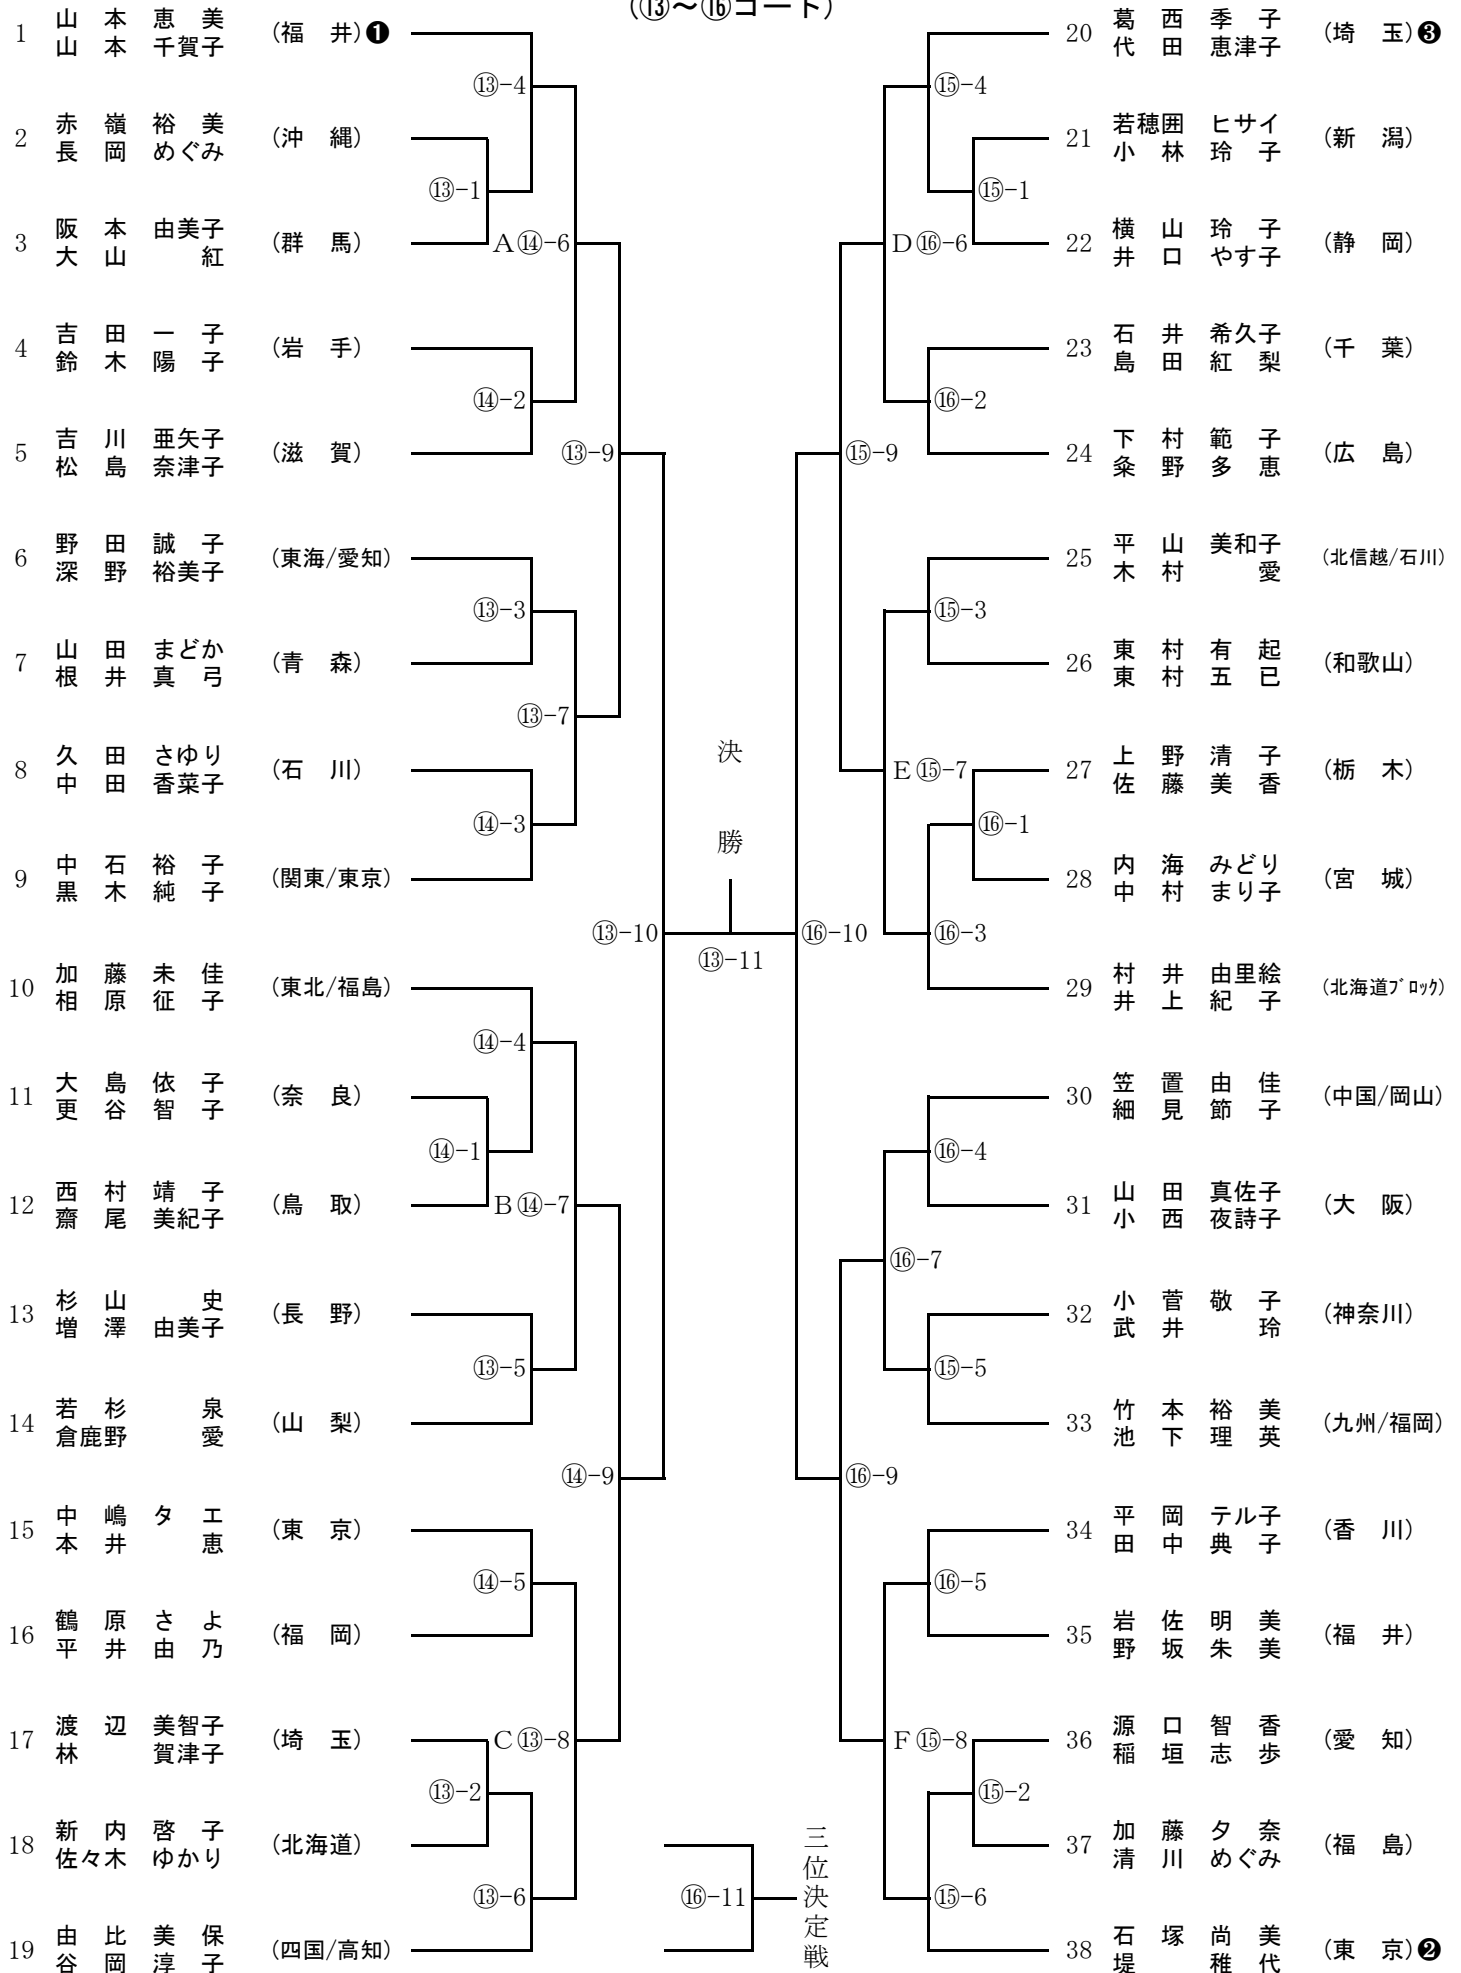 (⑬～⑯コート)
1 山本 恵美 (福井)❶
山本 千賀子
⑬-4
2 赤嶺 裕美 (沖縄)
長岡 めぐみ
⑬-1
3 阪本 由美子 (群馬)
大山 紅
A⑭-6
4 吉田 一子 (岩手)
鈴木 陽子
⑭-2
5 吉川 亜矢子 (滋賀)
松島 奈津子
⑬-9
6 野田 誠子 (東海/愛知)
深野 裕美子
⑬-3
7 山田 まどか (青森)
根井 真弓
⑬-7
8 久田 さゆり (石川)
中田 香菜子
⑭-3
9 中石 裕子 (関東/東京)
黒木 純子
⑬-10
10 加藤 未佳 (東北/福島)
相原 征子
⑭-4
11 大島 依子 (奈良)
更谷 智子
⑭-1
12 西村 靖子 (鳥取)
齋尾 美紀子
B⑭-7
13 杉山 史 (長野)
増澤 由美子
⑬-5
14 若杉 泉 (山梨)
倉鹿野 愛
⑭-9
15 中嶋 タエ (東京)
本井 恵
⑭-5
16 鶴原 さよ (福岡)
平井 由乃
17 渡辺 美智子 (埼玉)
林 賀津子
C⑬-8
⑬-2
18 新内 啓子 (北海道)
佐々木 ゆかり
⑬-6
19 由比 美保 (四国/高知)
谷岡 淳子
決勝
⑬-11
三位決定戦
⑯-11
20 葛西 季子 (埼玉)❸
代田 恵津子
⑮-4
21 若穂囲 ヒサイ (新潟)
小林 玲子
⑮-1
22 横山 玲子 (静岡)
井口 やす子
D⑯-6
23 石井 希久子 (千葉)
島田 紅梨
⑯-2
24 下村 範子 (広島)
粂野 多恵
⑮-9
25 平山 美和子 (北信越/石川)
木村 愛
⑮-3
26 東村 有起 (和歌山)
東村 五已
27 上野 清子 (栃木)
佐藤 美香
E⑮-7
⑯-1
28 内海 みどり (宮城)
中村 まり子
⑯-10
⑯-3
29 村井 由里絵 (北海道ﾌﾞﾛｯｸ)
井上 紀子
30 笠置 由佳 (中国/岡山)
細見 節子
⑯-4
31 山田 真佐子 (大阪)
小西 夜詩子
⑯-7
32 小菅 敬子 (神奈川)
武井 玲
⑮-5
33 竹本 裕美 (九州/福岡)
池下 理英
⑯-9
34 平岡 テル子 (香川)
田中 典子
⑯-5
35 岩佐 明美 (福井)
野坂 朱美
36 源口 智香 (愛知)
稲垣 志歩
F⑮-8
⑮-2
37 加藤 夕奈 (福島)
清川 めぐみ
⑮-6
38 石塚 尚美 (東京)❷
堤 稚代